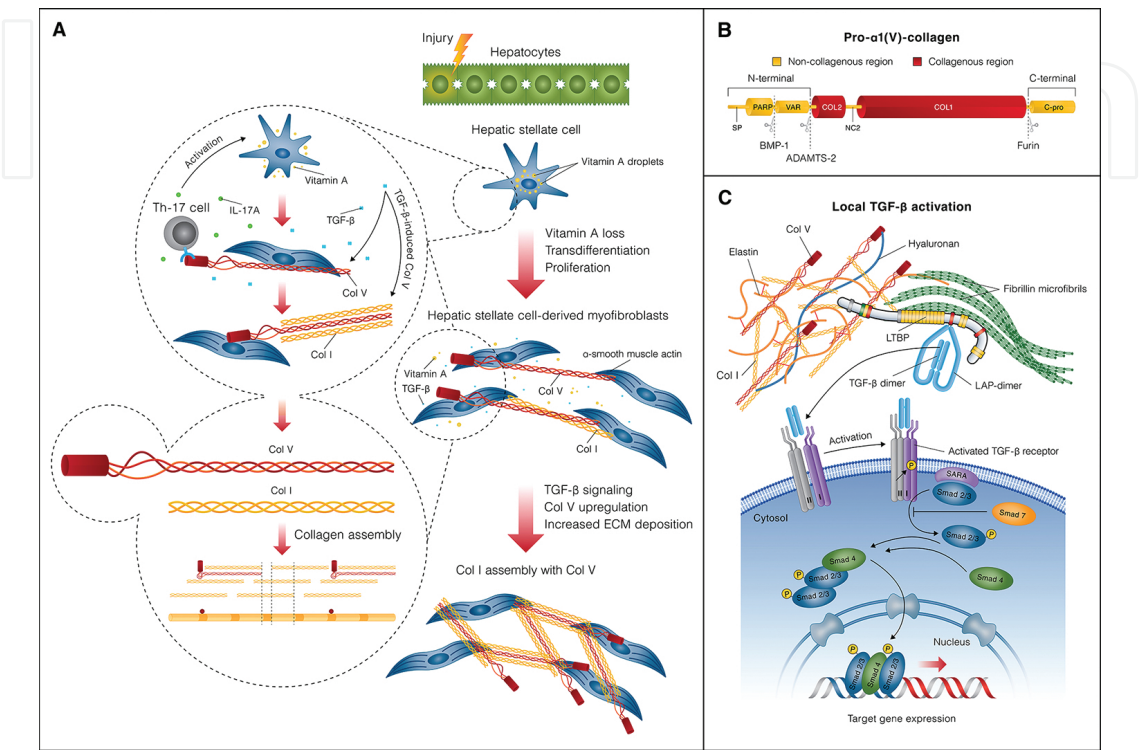 A
Injury
Hepatocytes
Hepatic stellate cell
Vitamin A droplets
Activation
Vitamin A
Th-17 cell
IL-17A
TGF-β
TGF-β-induced Col V
Col V
Col I
Vitamin A loss
Transdifferentiation
Proliferation
Hepatic stellate cell-derived myofibroblasts
α-smooth muscle actin
Vitamin A
TGF-β
Col V
Col I
Col V
Col I
Collagen assembly
TGF-β signaling
Col V upregulation
Increased ECM deposition
Col I assembly with Col V
B
Pro-α1(V)-collagen
Non-collagenous region
Collagenous region
N-terminal
C-terminal
PARP
VAR
COL2
COL1
C-pro
SP
NC2
BMP-1
ADAMTS-2
Furin
C
Local TGF-β activation
Col V
Hyaluronan
Elastin
Fibrillin microfibrils
LTBP
Col I
TGF-β dimer
LAP-dimer
Activation
Activated TGF-β receptor
II
I
II
I
P
SARA
Smad 2/3
Cytosol
Smad 7
Smad 2/3
P
Smad 4
Smad 4
P
Smad 2/3
P
Smad 2/3
Nucleus
P
P
Smad 2/3
Smad 4
Smad 2/3
Target gene expression